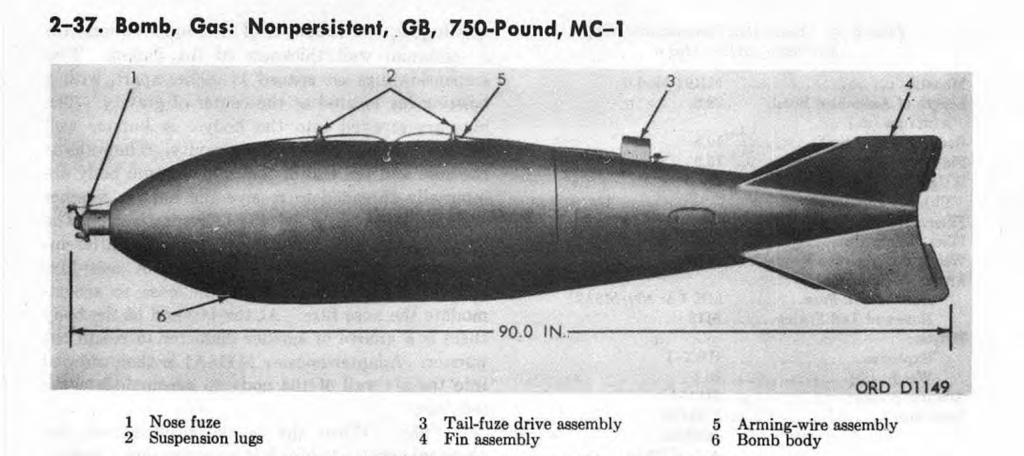 2-37. Bomb, Gas: Nonpersistent, GB, 750-Pound, MC-1
1 2 5 3 4
6
90.0 IN.
ORD D1149
1 Nose fuze
2 Suspension lugs
3 Tail-fuze drive assembly
4 Fin assembly
5 Arming-wire assembly
6 Bomb body